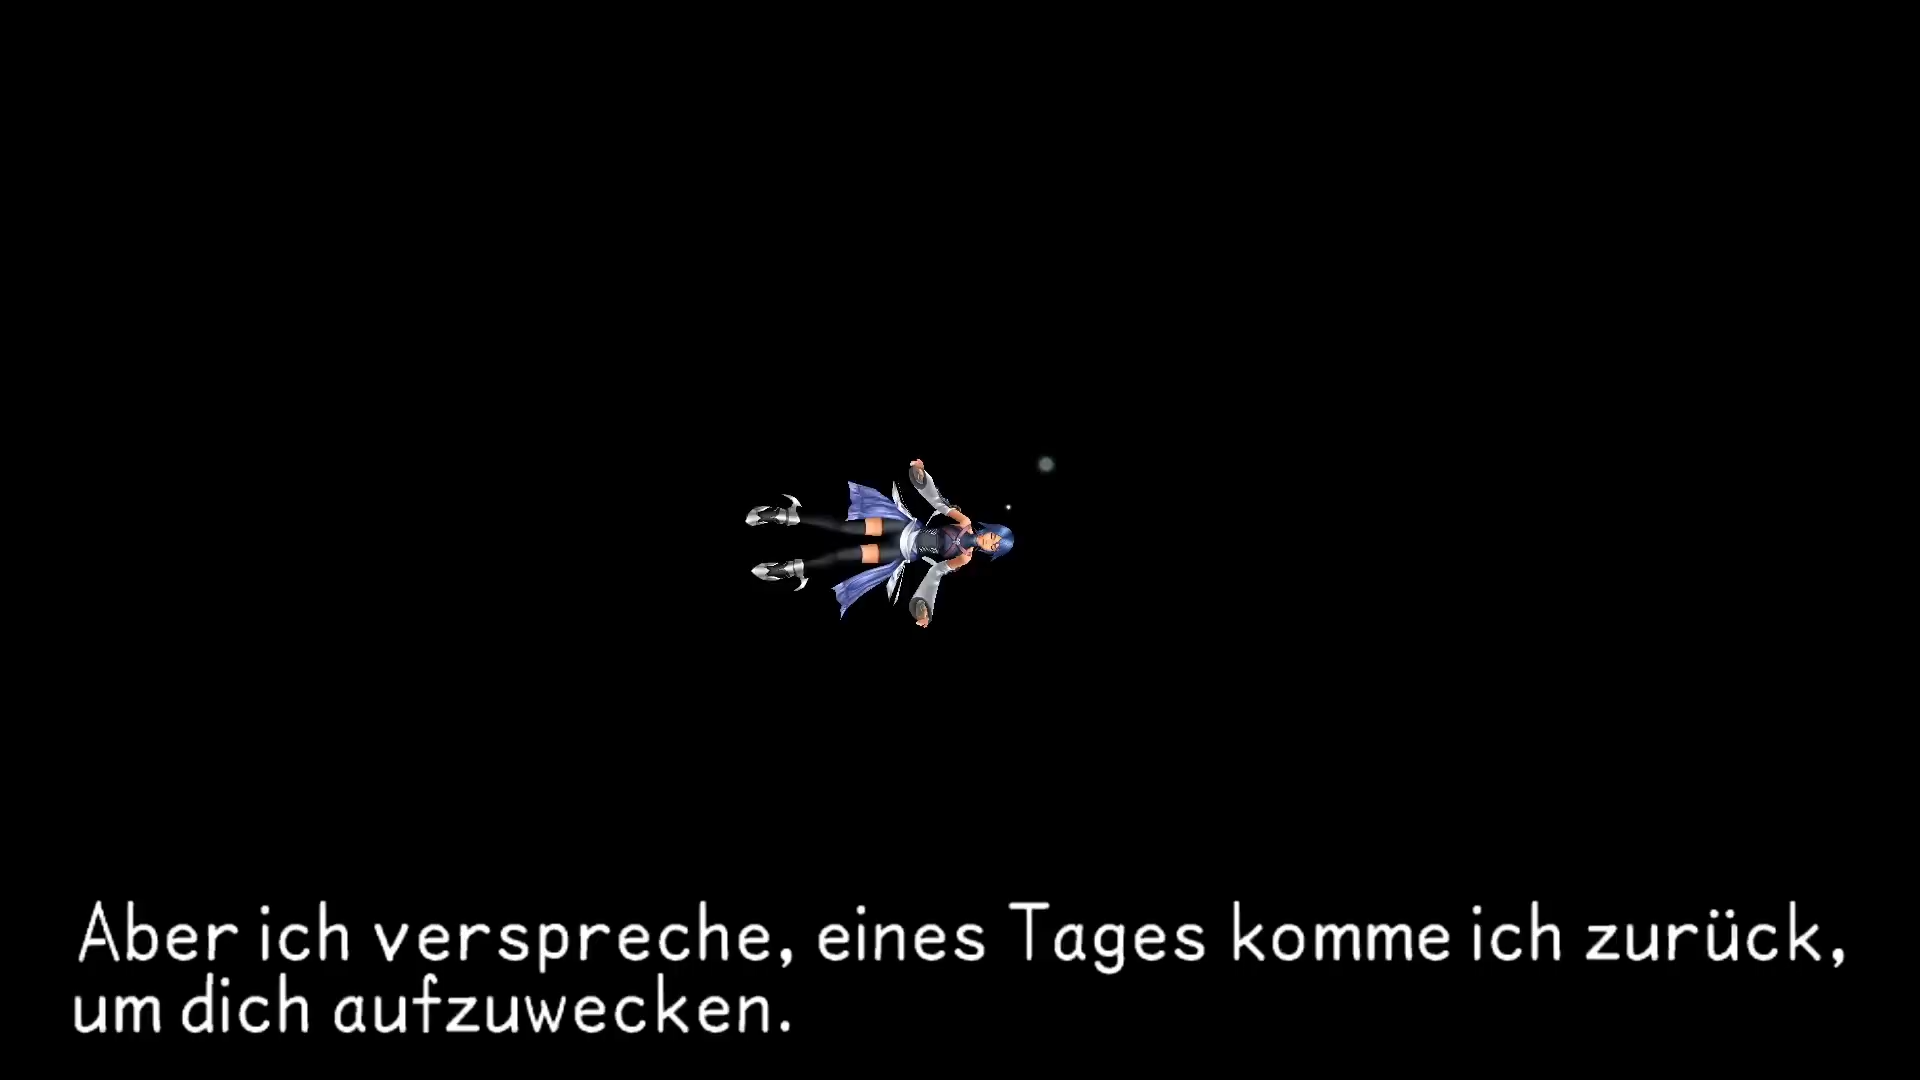 Aber ich verspreche, eines Tages komme ich zurück,
um dich aufzuwecken.